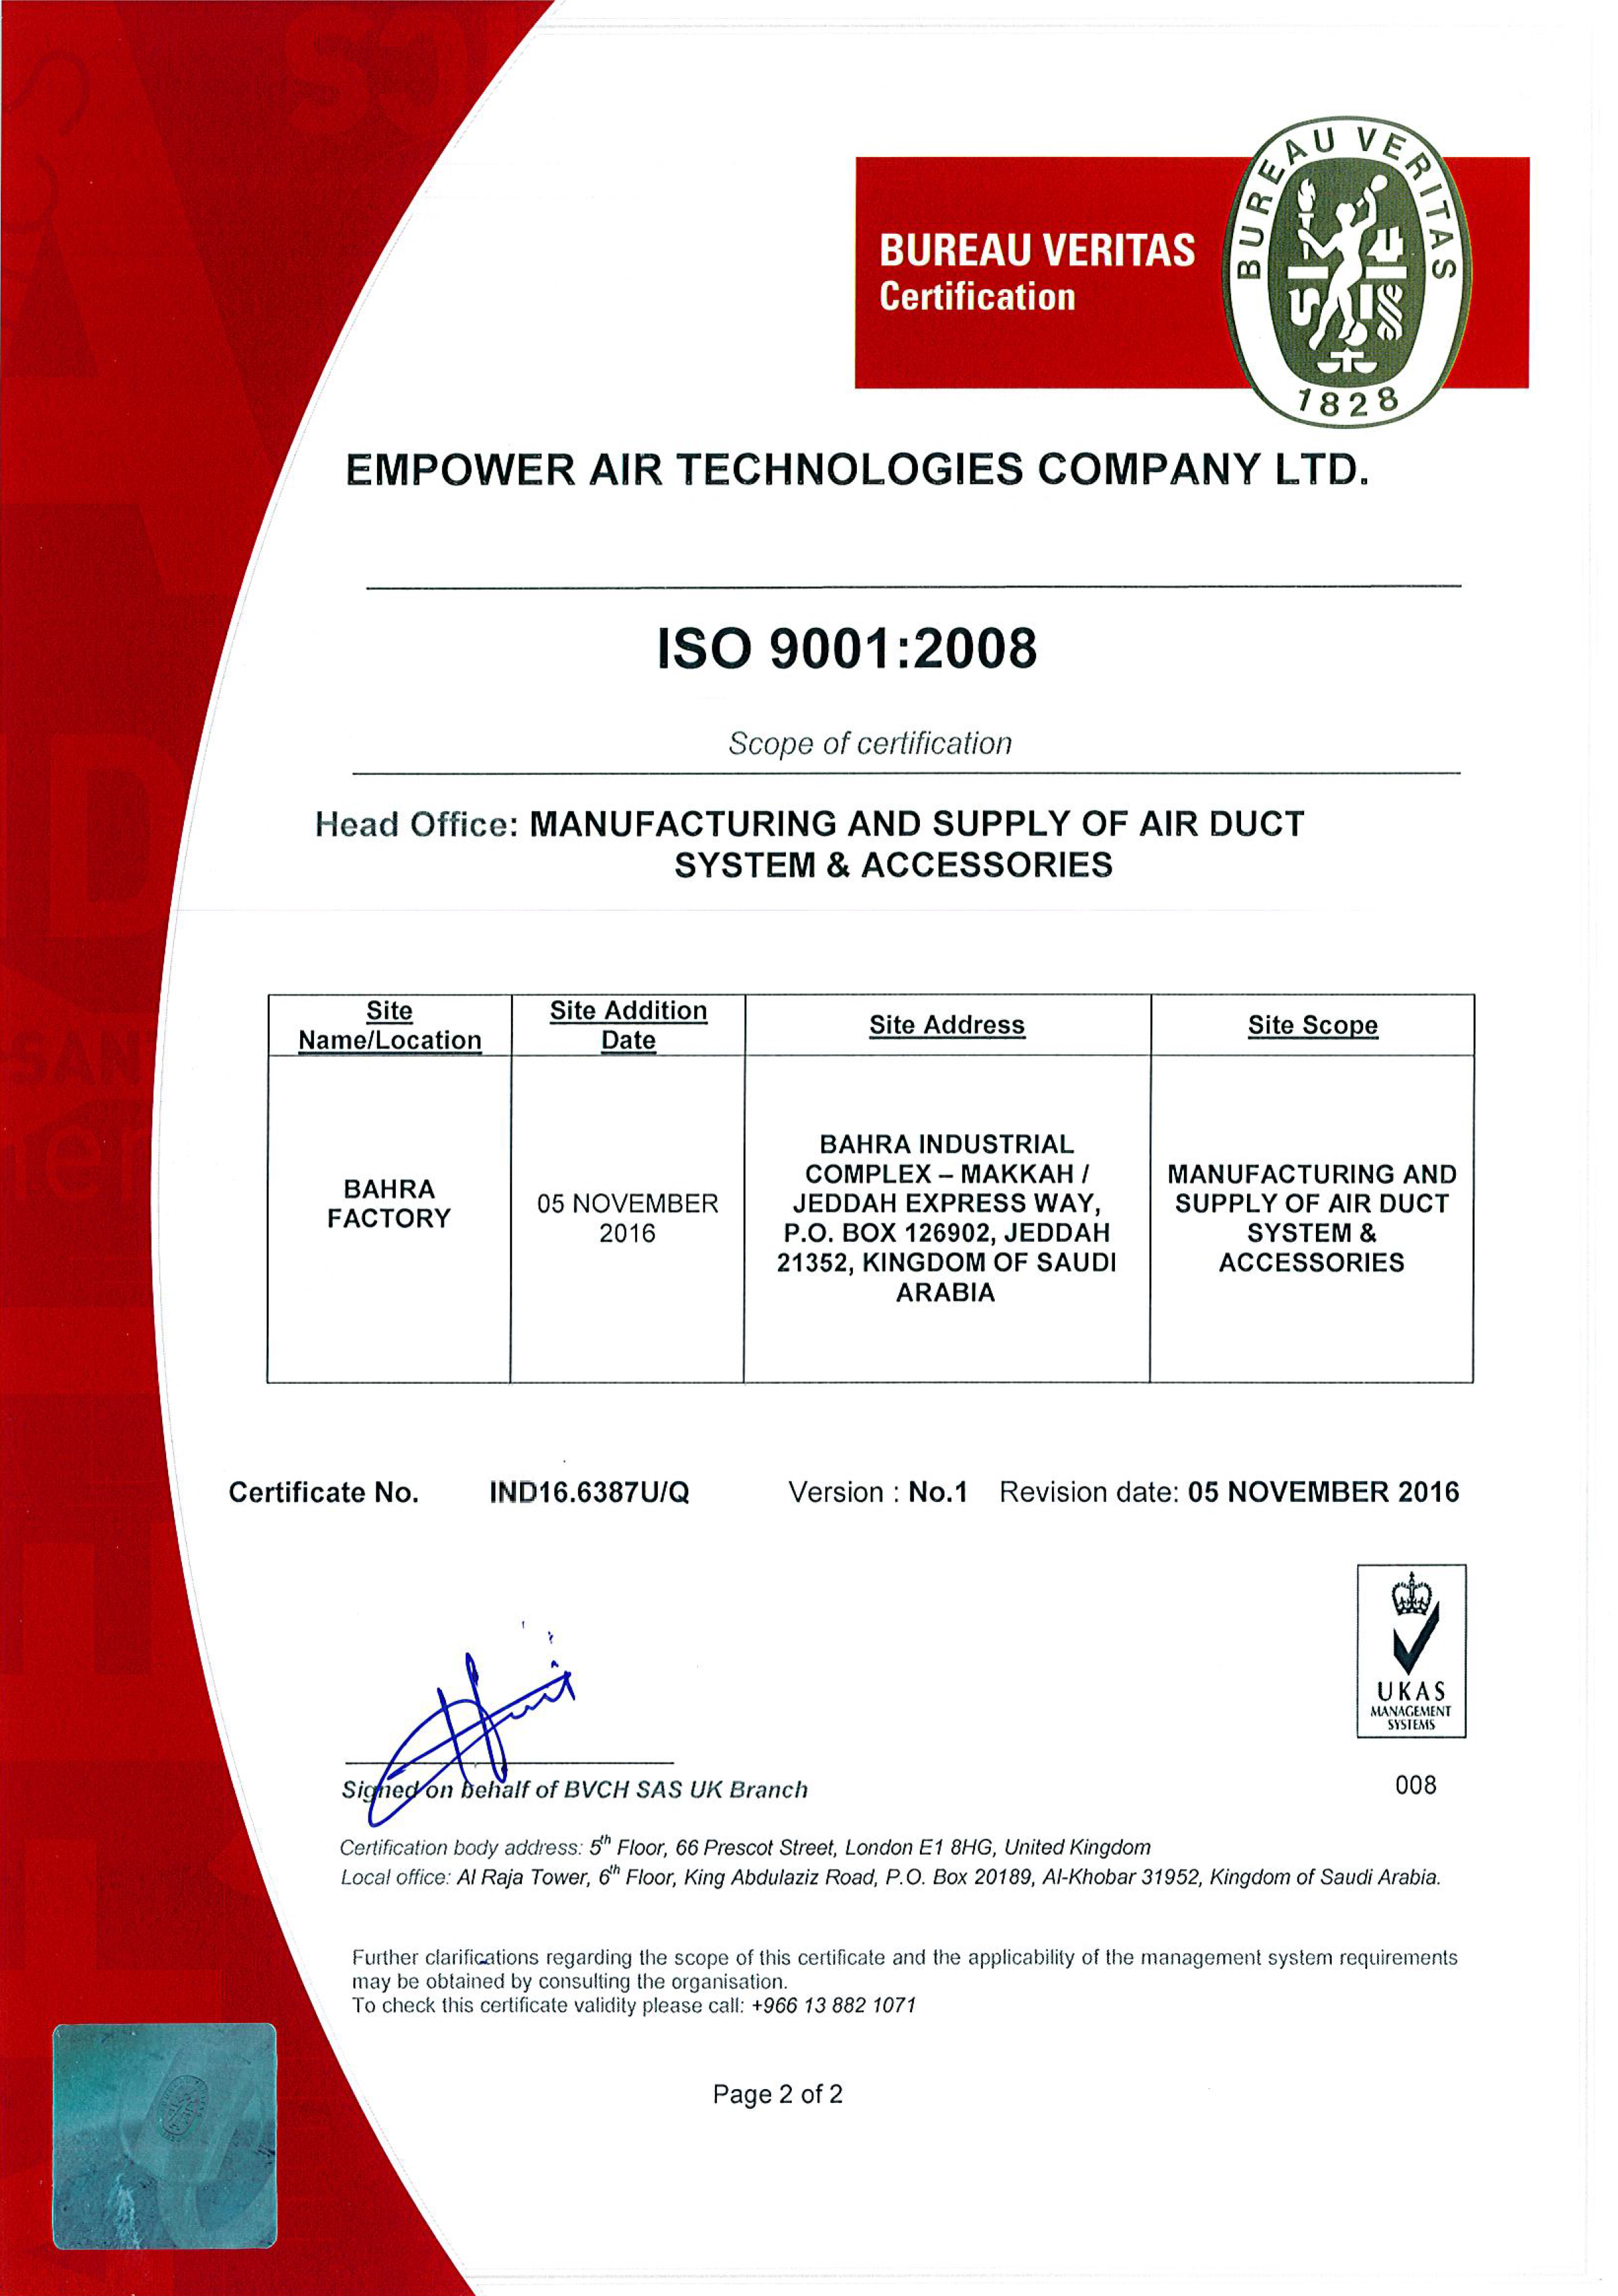 BUREAU VERITAS
Certification
BUREAU VERITAS
1828
EMPOWER AIR TECHNOLOGIES COMPANY LTD.
ISO 9001:2008
Scope of certification
Head Office: MANUFACTURING AND SUPPLY OF AIR DUCT
SYSTEM & ACCESSORIES
Site
Name/Location
Site Addition
Date
Site Address
Site Scope
BAHRA
FACTORY
05 NOVEMBER
2016
BAHRA INDUSTRIAL
COMPLEX – MAKKAH /
JEDDAH EXPRESS WAY,
P.O. BOX 126902, JEDDAH
21352, KINGDOM OF SAUDI
ARABIA
MANUFACTURING AND
SUPPLY OF AIR DUCT
SYSTEM &
ACCESSORIES
Certificate No. IND16.6387U/Q Version : No.1 Revision date: 05 NOVEMBER 2016
UKAS
MANAGEMENT
SYSTEMS
008
Signed on behalf of BVCH SAS UK Branch
Certification body address: 5th Floor, 66 Prescot Street, London E1 8HG, United Kingdom
Local office: Al Raja Tower, 6th Floor, King Abdulaziz Road, P.O. Box 20189, Al-Khobar 31952, Kingdom of Saudi Arabia.
Further clarifications regarding the scope of this certificate and the applicability of the management system requirements
may be obtained by consulting the organisation.
To check this certificate validity please call: +966 13 882 1071
Page 2 of 2